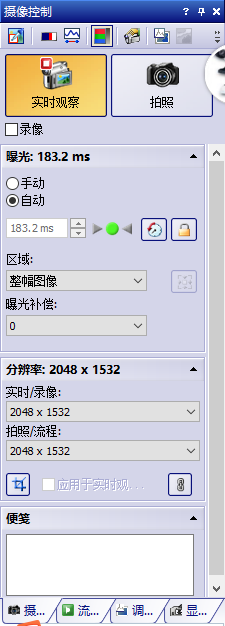 摄像控制
实时观察
拍照
录像
曝光: 183.2 ms
手动
自动
183.2 ms
区域:
整幅图像
曝光补偿:
0
分辨率: 2048 x 1532
实时/录像:
2048 x 1532
拍照/流程:
2048 x 1532
应用于实时观...
便笺
摄... 流... 调... 显...